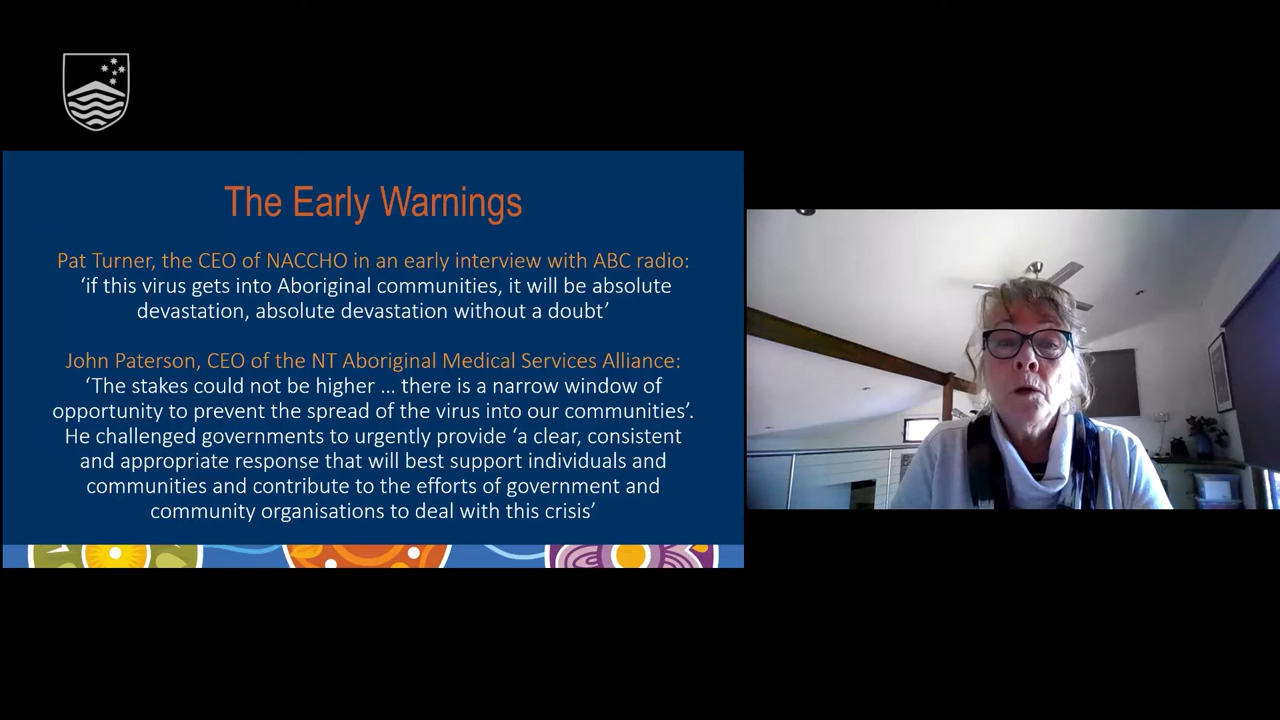 The Early Warnings
Pat Turner, the CEO of NACCHO in an early interview with ABC radio:
‘if this virus gets into Aboriginal communities, it will be absolute
devastation, absolute devastation without a doubt’
John Paterson, CEO of the NT Aboriginal Medical Services Alliance:
‘The stakes could not be higher … there is a narrow window of
opportunity to prevent the spread of the virus into our communities’.
He challenged governments to urgently provide ‘a clear, consistent
and appropriate response that will best support individuals and
communities and contribute to the efforts of government and
community organisations to deal with this crisis’